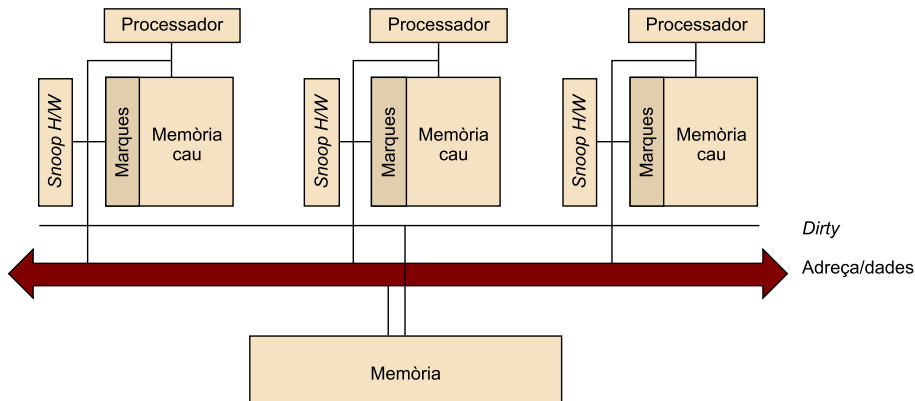 Processador
Processador
Processador
Snoop H/W
Marques
Memòria
cau
Snoop H/W
Marques
Memòria
cau
Snoop H/W
Marques
Memòria
cau
Dirty
Adreça/dades
Memòria